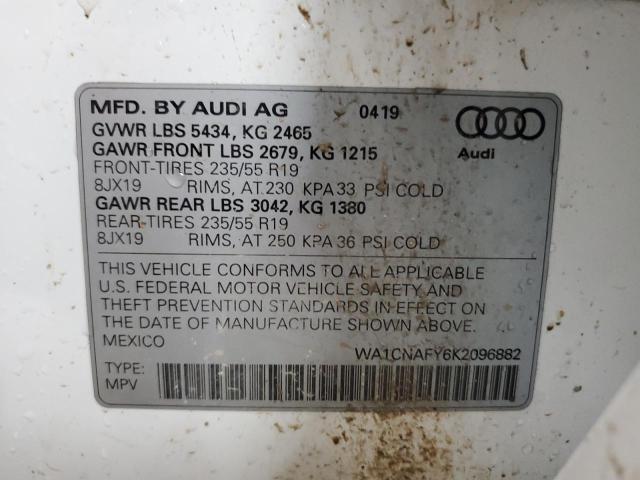 MFD. BY AUDI AG 0419
GVWR LBS 5434, KG 2465
GAWR FRONT LBS 2679, KG 1215
Audi
FRONT-TIRES 235/55 R19
8JX19 RIMS, AT 230 KPA 33 PSI COLD
GAWR REAR LBS 3042, KG 1380
REAR-TIRES 235/55 R19
8JX19 RIMS, AT 250 KPA 36 PSI COLD
THIS VEHICLE CONFORMS TO ALL APPLICABLE
U.S. FEDERAL MOTOR VEHICLE SAFETY AND
THEFT PREVENTION STANDARDS IN EFFECT ON
THE DATE OF MANUFACTURE SHOWN ABOVE.
MEXICO WA1CNAFY6K2096882
TYPE:
MPV